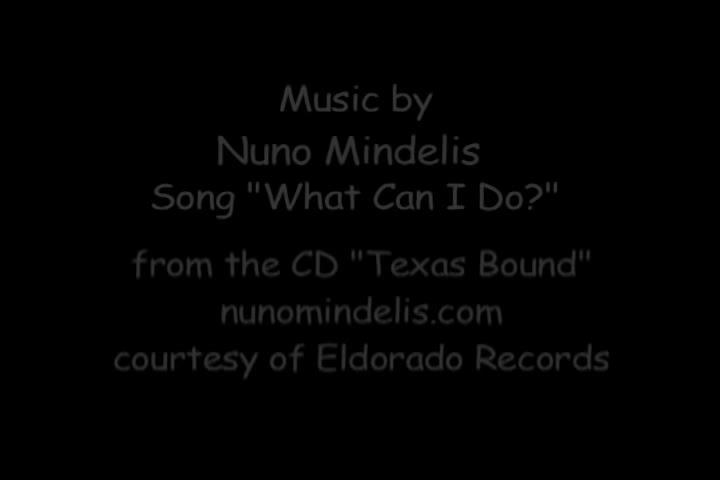 Music by
Nuno Mindelis
Song "What Can I Do?"
from the CD "Texas Bound"
nunomindelis.com
courtesy of Eldorado Records